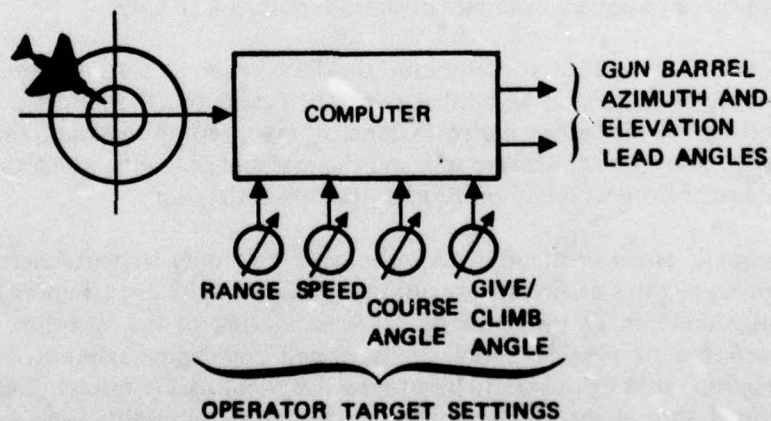 COMPUTER
GUN BARREL
AZIMUTH AND
ELEVATION
LEAD ANGLES
RANGE
SPEED
COURSE
ANGLE
GIVE/
CLIMB
ANGLE
OPERATOR TARGET SETTINGS